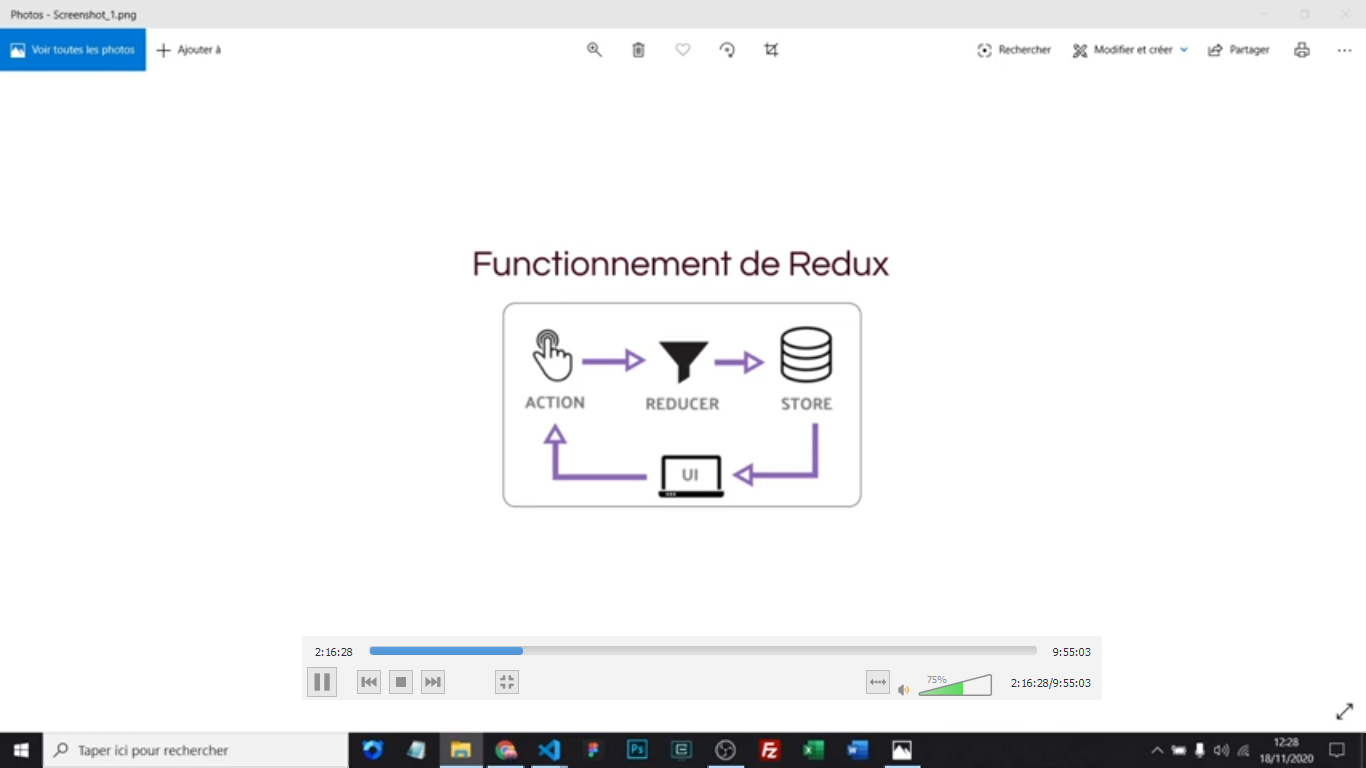 Photos - Screenshot_1.png
Voir toutes les photos
Ajouter à
Rechercher
Modifier et créer
Partager
Functionnement de Redux
ACTION
REDUCER
STORE
UI
2:16:28
9:55:03
75%
2:16:28/9:55:03
Taper ici pour rechercher
Ps
Fz
12:28
18/11/2020